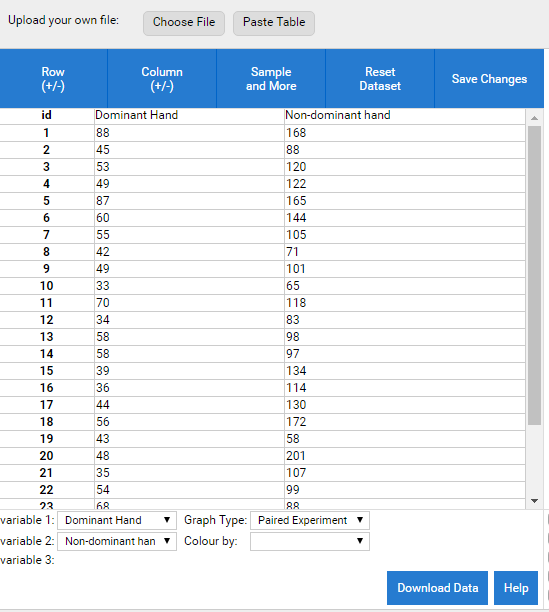 Upload your own file: Choose File Paste Table
Row (+/-) Column (+/-) Sample and More Reset Dataset Save Changes
id Dominant Hand Non-dominant hand
1 88 168
2 45 88
3 53 120
4 49 122
5 87 165
6 60 144
7 55 105
8 42 71
9 49 101
10 33 65
11 70 118
12 34 83
13 58 98
14 58 97
15 39 134
16 36 114
17 44 130
18 56 172
19 43 58
20 48 201
21 35 107
22 54 99
23 68 88
variable 1: Dominant Hand Graph Type: Paired Experiment
variable 2: Non-dominant han Colour by:
variable 3:
Download Data Help